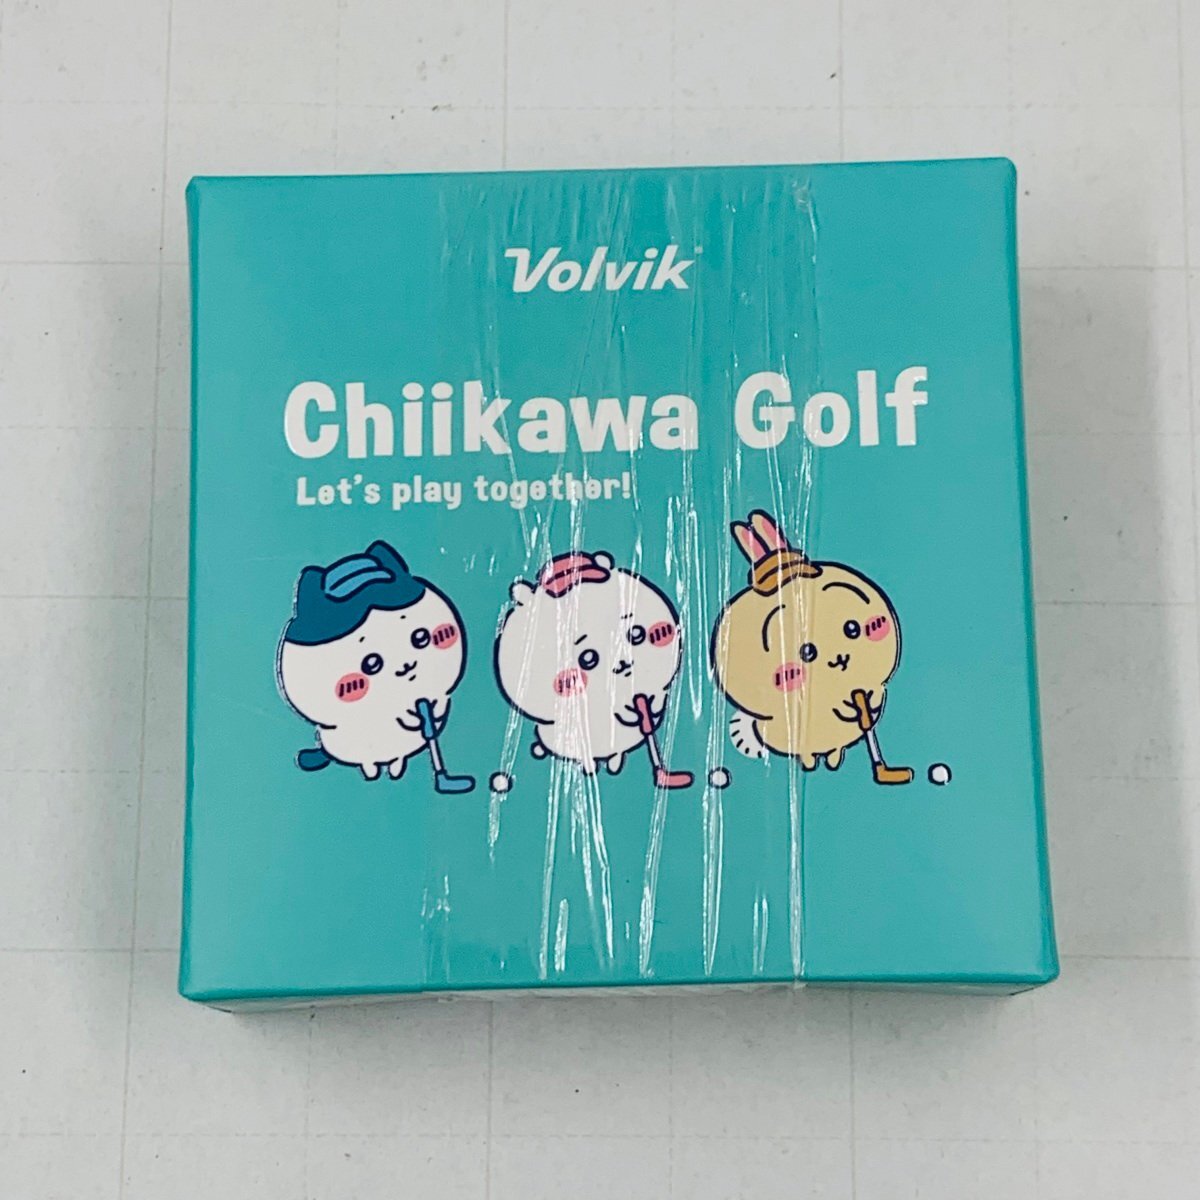 Volvik
Chiikawa Golf
Let's play together!